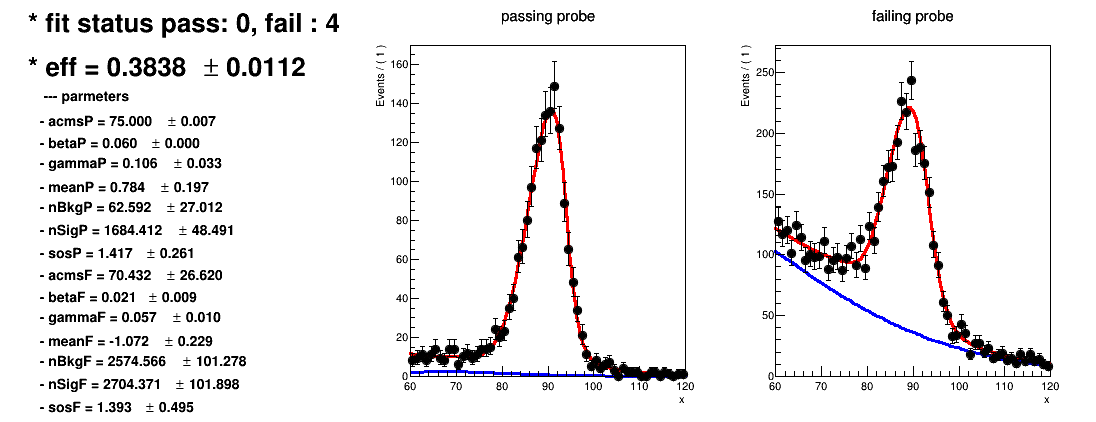 * fit status pass: 0, fail : 4
* eff = 0.3838 ± 0.0112
--- parmeters
- acmsP = 75.000 ± 0.007
- betaP = 0.060 ± 0.000
- gammaP = 0.106 ± 0.033
- meanP = 0.784 ± 0.197
- nBkgP = 62.592 ± 27.012
- nSigP = 1684.412 ± 48.491
- sosP = 1.417 ± 0.261
- acmsF = 70.432 ± 26.620
- betaF = 0.021 ± 0.009
- gammaF = 0.057 ± 0.010
- meanF = -1.072 ± 0.229
- nBkgF = 2574.566 ± 101.278
- nSigF = 2704.371 ± 101.898
- sosF = 1.393 ± 0.495
passing probe
Events / ( 1 )
160
140
120
100
80
60
40
20
0
60 70 80 90 100 110 120
x
failing probe
Events / ( 1 )
250
200
150
100
50
0
60 70 80 90 100 110 120
x